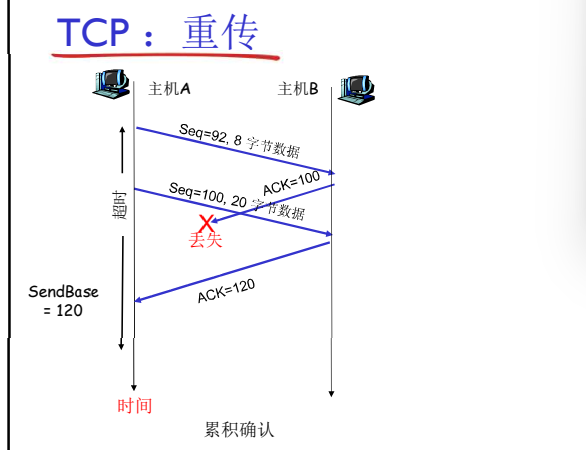 TCP： 重传
主机A
主机B
Seq=92, 8 字节数据
ACK=100
Seq=100, 20 字节数据
超时
X
丢失
ACK=120
SendBase
= 120
时间
累积确认